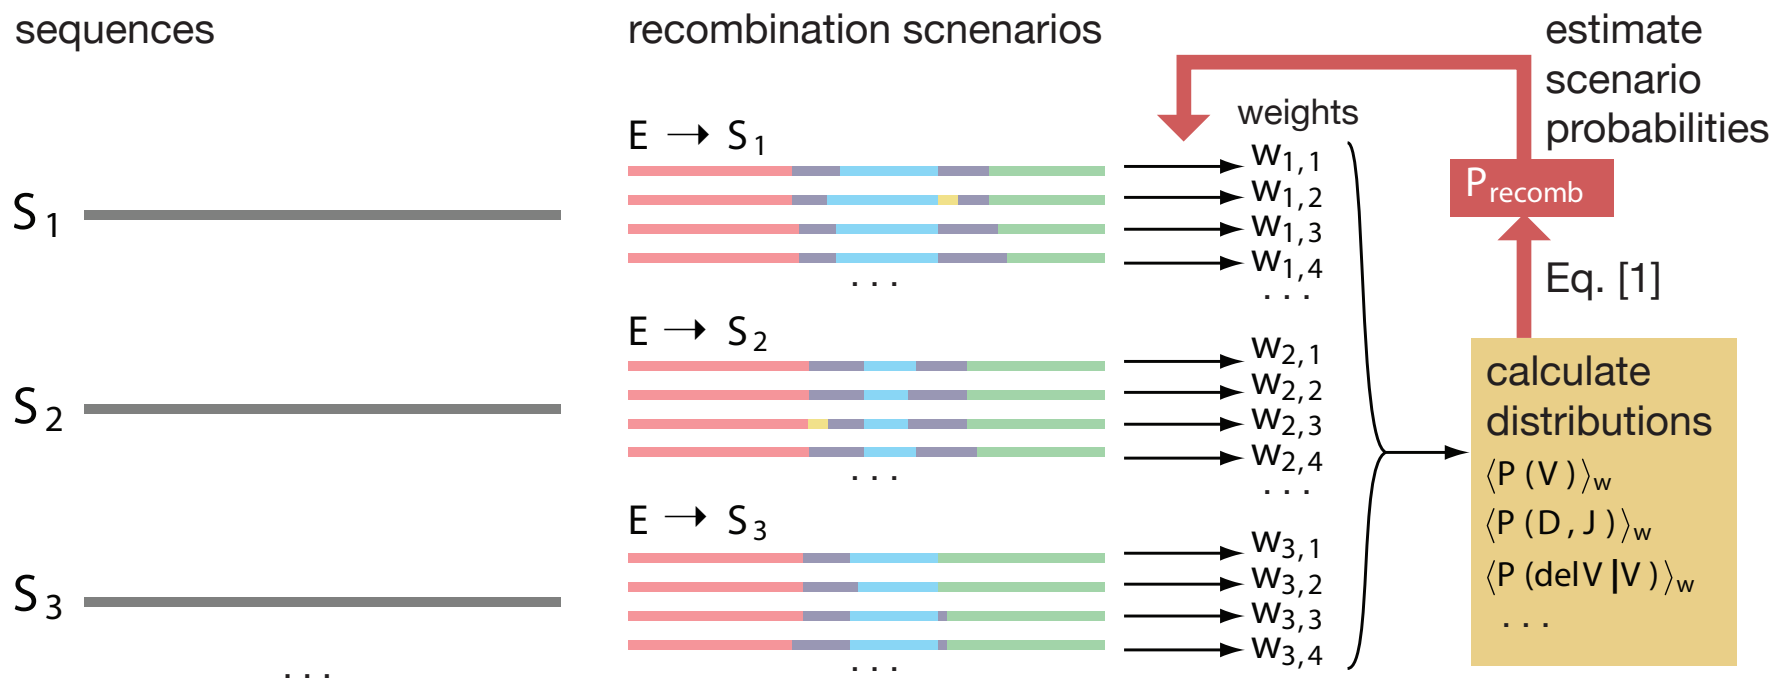 sequences
recombination scnenarios
estimate
scenario
probabilities
weights
S1
E → S1
w1,1
w1,2
w1,3
w1,4
. . .
. . .
Precomb
Eq. [1]
S2
E → S2
w2,1
w2,2
w2,3
w2,4
. . .
. . .
calculate
distributions
⟨P (V)⟩w
⟨P (D, J)⟩w
⟨P (delV|V)⟩w
. . .
S3
E → S3
w3,1
w3,2
w3,3
w3,4
. . .
. . .